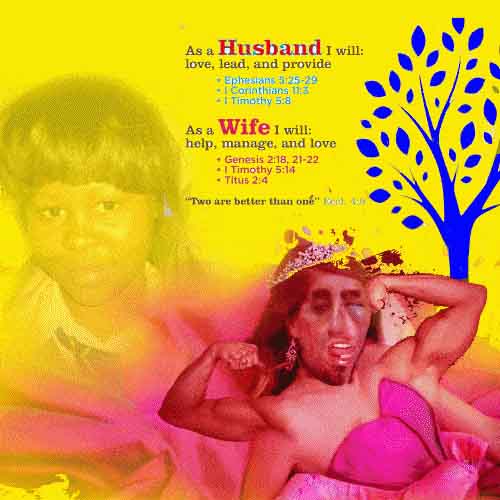 As a Husband I will:
love, lead, and provide
• Ephesians 5:25-29
• I Corinthians 11:3
• I Timothy 5:8
As a Wife I will:
help, manage, and love
• Genesis 2:18, 21-22
• I Timothy 5:14
• Titus 2:4
"Two are better than one" Eccl. 4:9